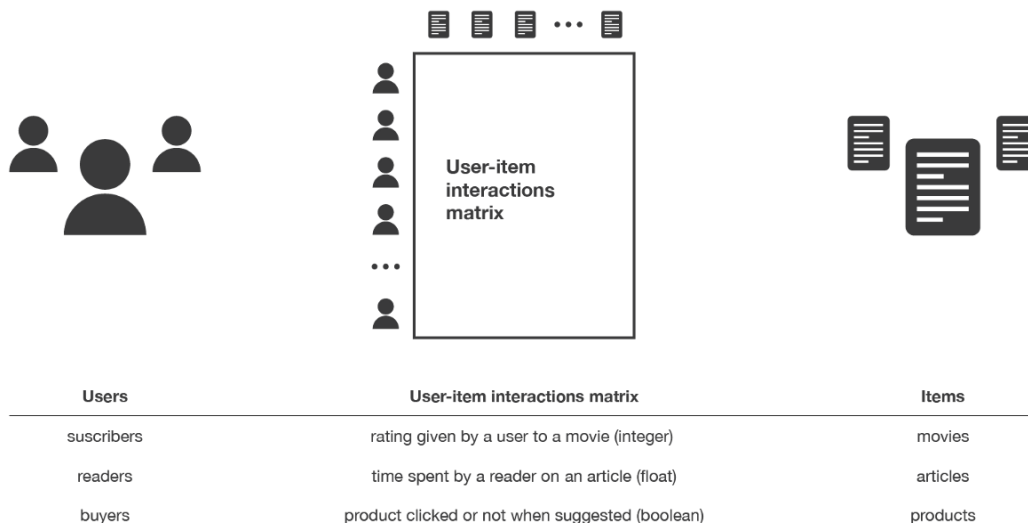 User-item
interactions
matrix
Users User-item interactions matrix Items
suscribers rating given by a user to a movie (integer) movies
readers time spent by a reader on an article (float) articles
buyers product clicked or not when suggested (boolean) products